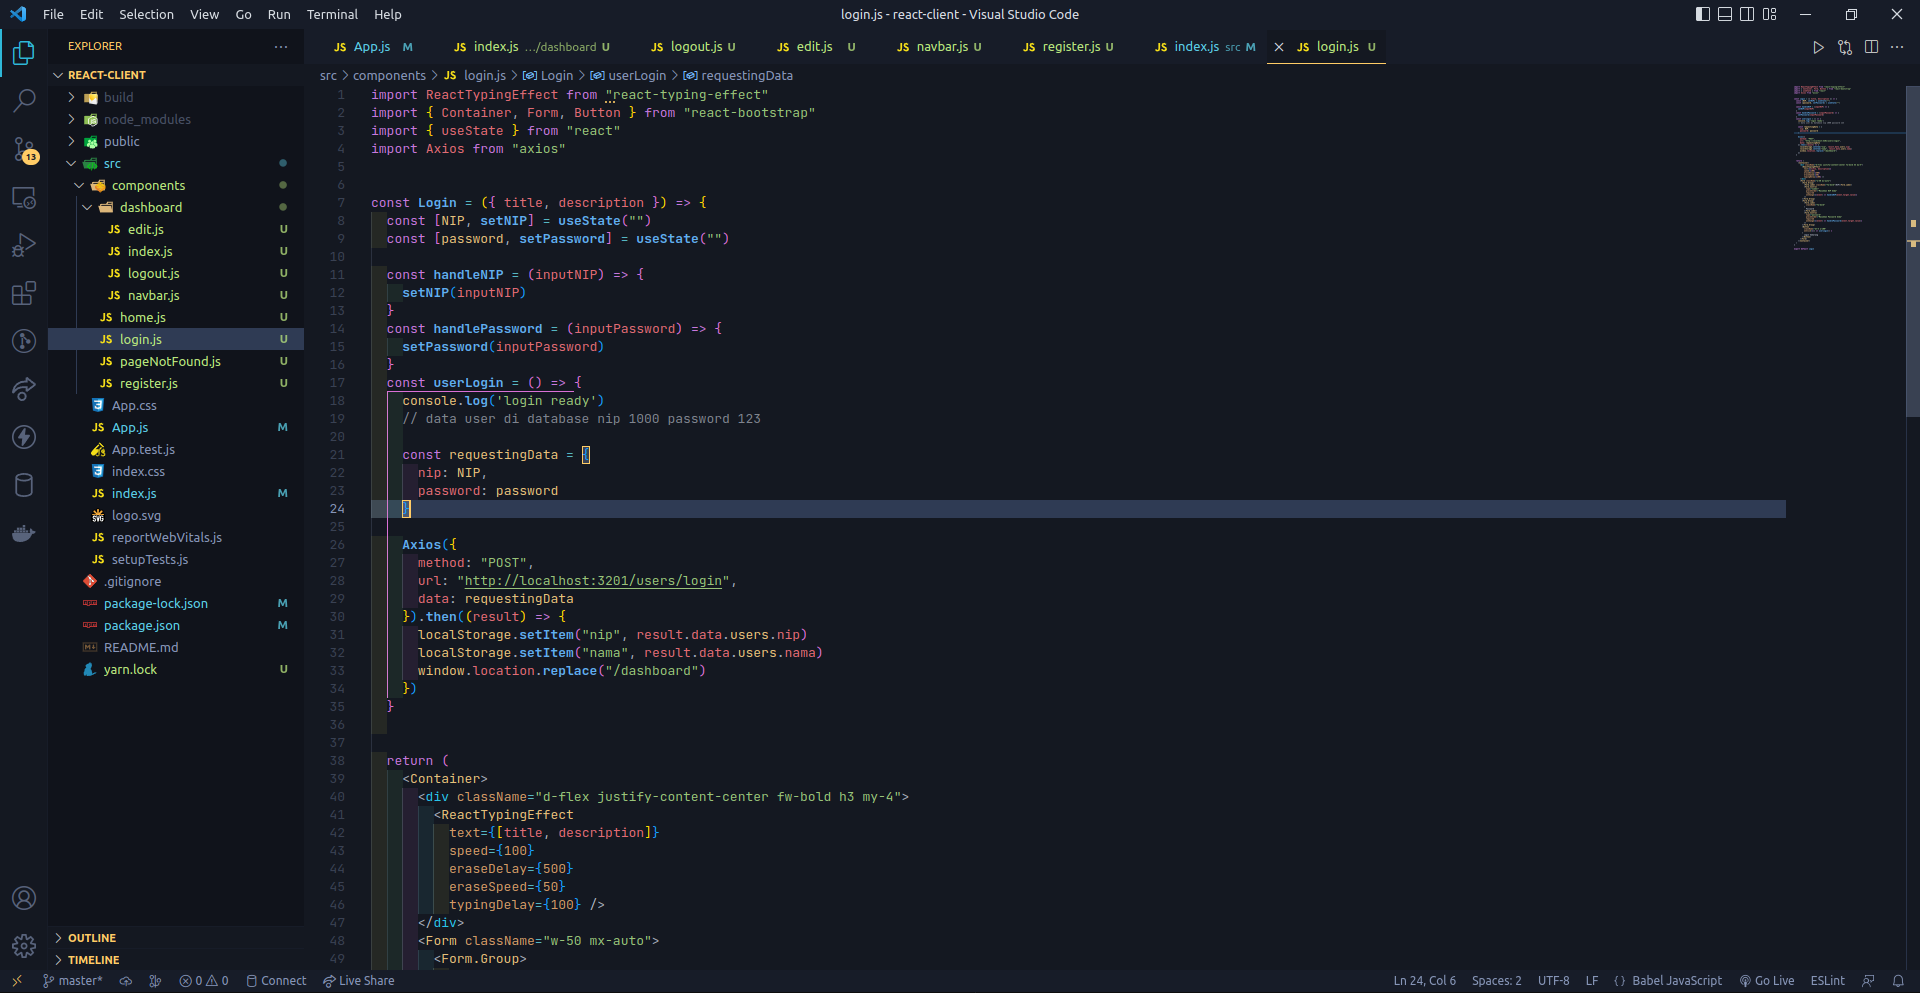 File Edit Selection View Go Run Terminal Help
login.js - react-client - Visual Studio Code
EXPLORER
REACT-CLIENT
build
node_modules
public
src
components
dashboard
edit.js U
index.js U
logout.js U
navbar.js U
home.js U
login.js U
pageNotFound.js U
register.js U
App.css
App.js M
App.test.js
index.css
index.js M
logo.svg
reportWebVitals.js
setupTests.js
.gitignore
package-lock.json M
package.json M
README.md
yarn.lock U
OUTLINE
TIMELINE
13
JS App.js M JS index.js .../dashboard U JS logout.js U JS edit.js U JS navbar.js U JS register.js U JS index.js src M JS login.js U
src > components > JS login.js > Login > userLogin > requestingData
1 import ReactTypingEffect from "react-typing-effect"
2 import { Container, Form, Button } from "react-bootstrap"
3 import { useState } from "react"
4 import Axios from "axios"
5
6
7 const Login = ({ title, description }) => {
8 const [NIP, setNIP] = useState("")
9 const [password, setPassword] = useState("")
10
11 const handleNIP = (inputNIP) => {
12 setNIP(inputNIP)
13 }
14 const handlePassword = (inputPassword) => {
15 setPassword(inputPassword)
16 }
17 const userLogin = () => {
18 console.log('login ready')
19 // data user di database nip 1000 password 123
20
21 const requestingData = {
22 nip: NIP,
23 password: password
24 }
25
26 Axios({
27 method: "POST",
28 url: "http://localhost:3201/users/login",
29 data: requestingData
30 }).then((result) => {
31 localStorage.setItem("nip", result.data.users.nip)
32 localStorage.setItem("nama", result.data.users.nama)
33 window.location.replace("/dashboard")
34 })
35 }
36
37
38 return (
39 <Container>
40 <div className="d-flex justify-content-center fw-bold h3 my-4">
41 <ReactTypingEffect
42 text={[title, description]}
43 speed={100}
44 eraseDelay={500}
45 eraseSpeed={50}
46 typingDelay={100} />
47 </div>
48 <Form className="w-50 mx-auto">
49 <Form.Group>
master* 0 0 Connect Live Share
Ln 24, Col 6 Spaces: 2 UTF-8 LF {} Babel JavaScript Go Live ESLint